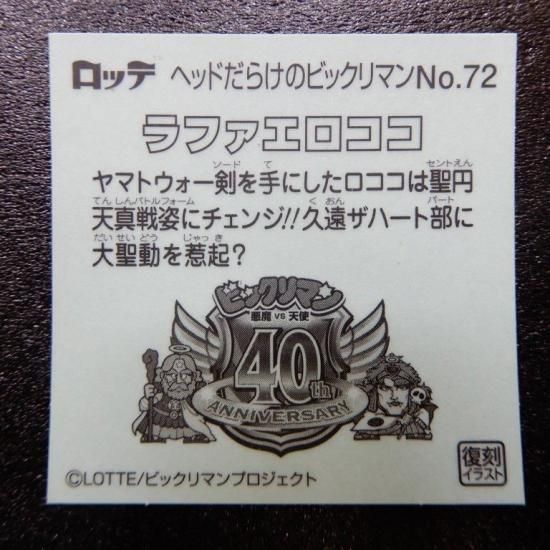 ロッテ ヘッドだらけのビックリマンNo.72
ラファエロココ
ソード て セントえん
ヤマトウォー剣を手にしたロココは聖円
てんしんバトルフォーム くおん パート
天真戦姿にチェンジ!!久遠ザハート部に
だいせいどう じゃっき
大聖動を惹起?
ビックリマン
悪魔 VS 天使
40th
ANNIVERSARY
©LOTTE/ビックリマンプロジェクト
復刻
イラスト